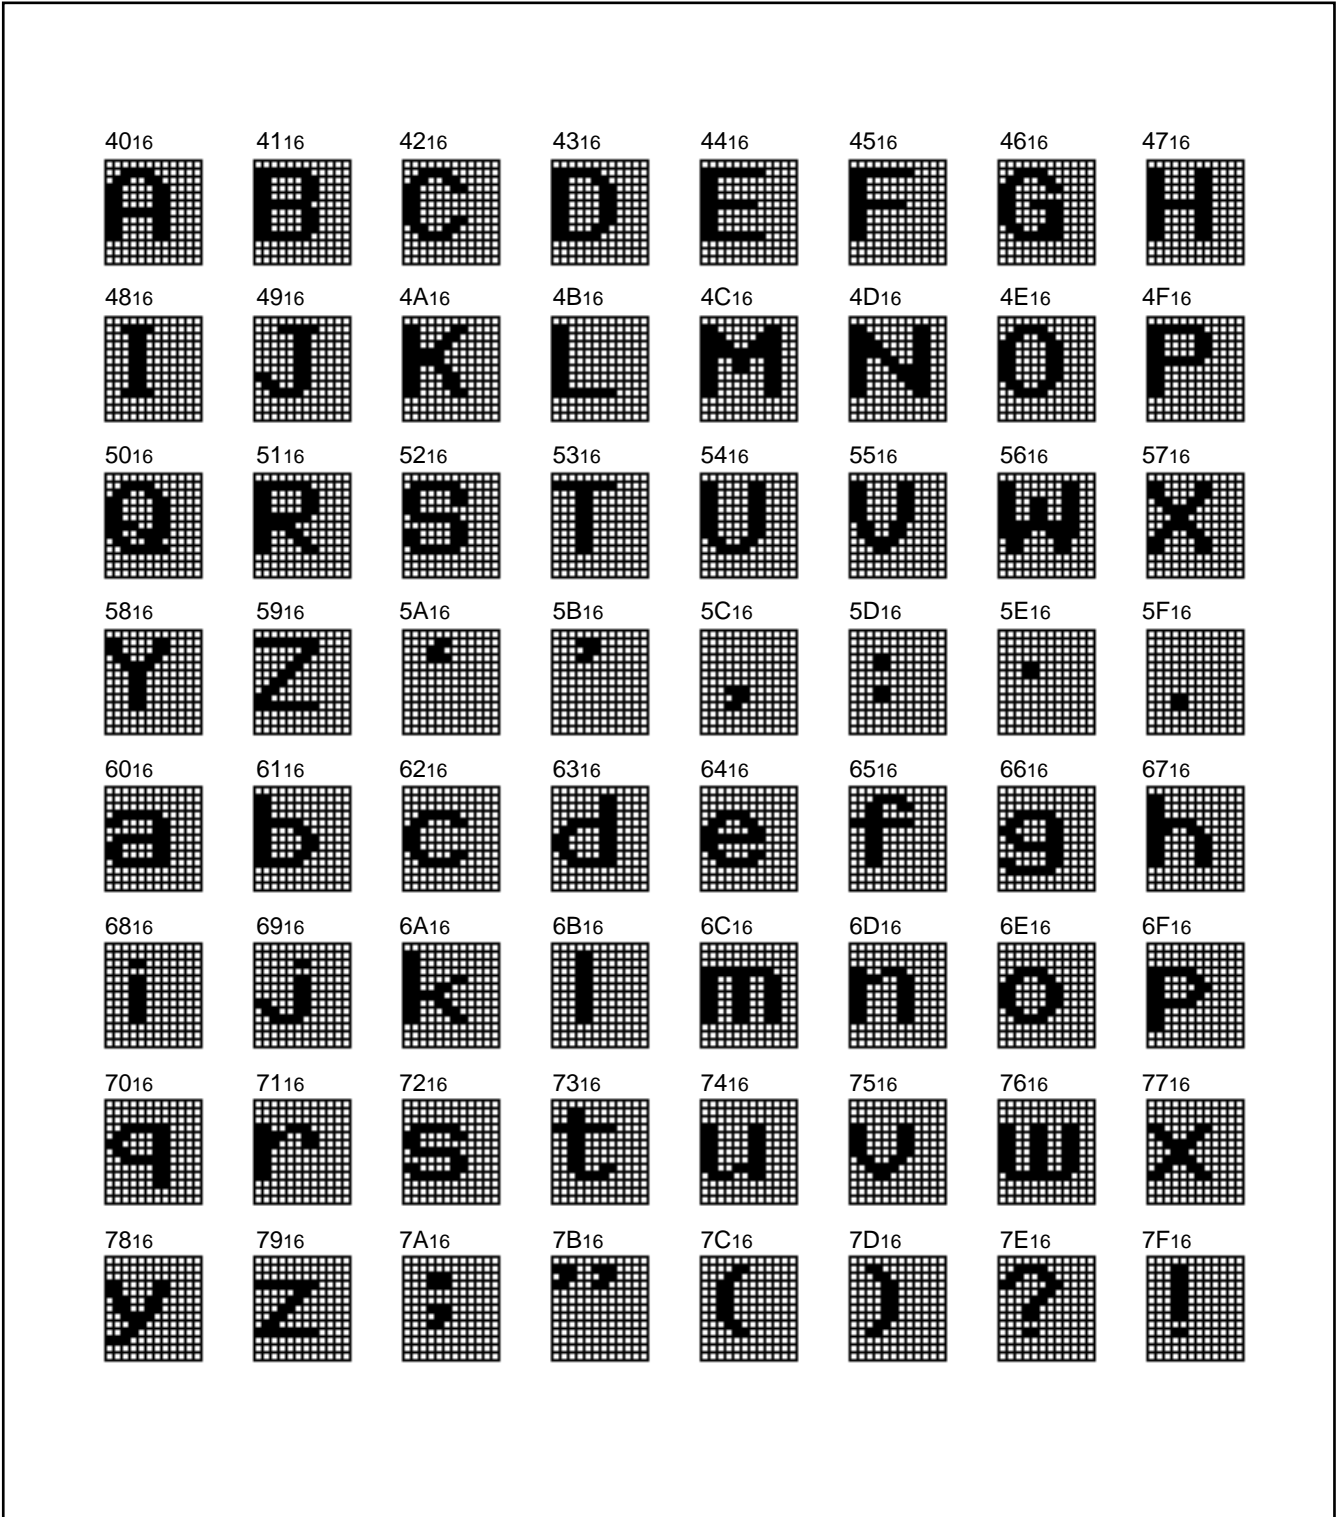 4016 4116 4216 4316 4416 4516 4616 4716
A B C D E F G H
4816 4916 4A16 4B16 4C16 4D16 4E16 4F16
I J K L M N O P
5016 5116 5216 5316 5416 5516 5616 5716
Q R S T U V W X
5816 5916 5A16 5B16 5C16 5D16 5E16 5F16
Y Z ‘ ’ , : · .
6016 6116 6216 6316 6416 6516 6616 6716
a b c d e f g h
6816 6916 6A16 6B16 6C16 6D16 6E16 6F16
i j k l m n o p
7016 7116 7216 7316 7416 7516 7616 7716
q r s t u v w x
7816 7916 7A16 7B16 7C16 7D16 7E16 7F16
y z ; ” ( ) ? !